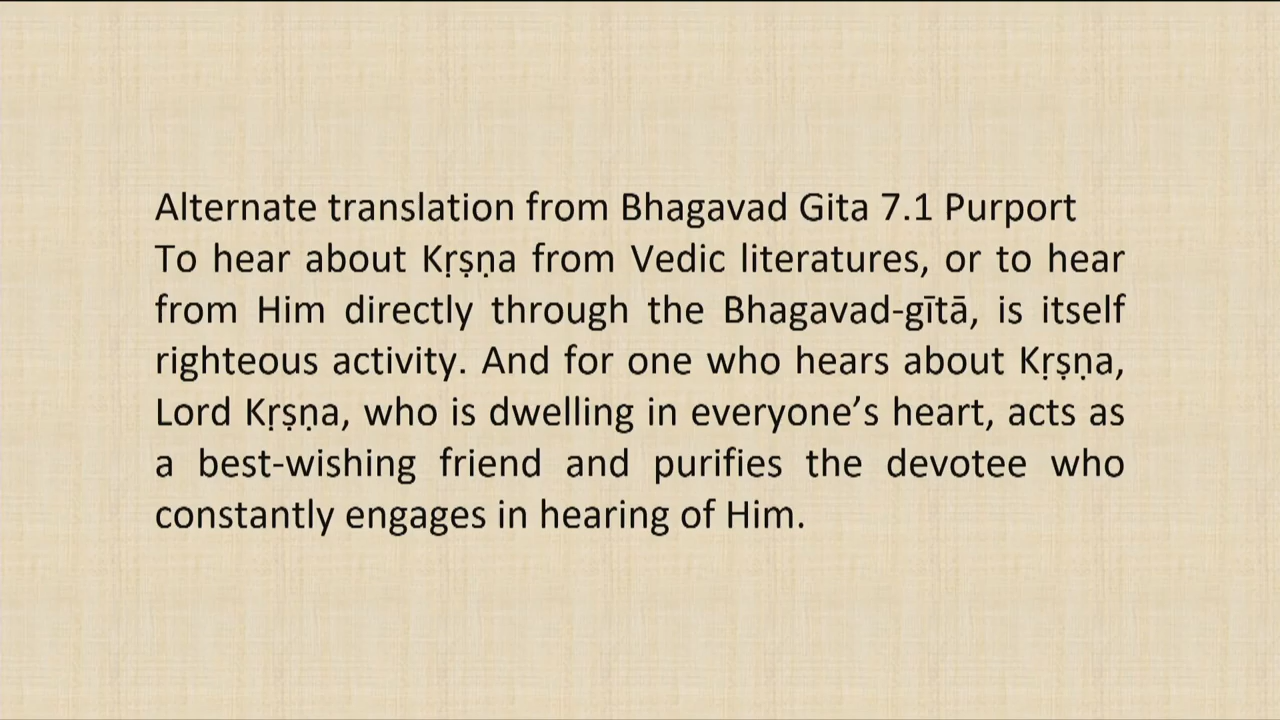 Alternate translation from Bhagavad Gita 7.1 Purport
To hear about Kṛṣṇa from Vedic literatures, or to hear
from Him directly through the Bhagavad-gītā, is itself
righteous activity. And for one who hears about Kṛṣṇa,
Lord Kṛṣṇa, who is dwelling in everyone’s heart, acts as
a best-wishing friend and purifies the devotee who
constantly engages in hearing of Him.